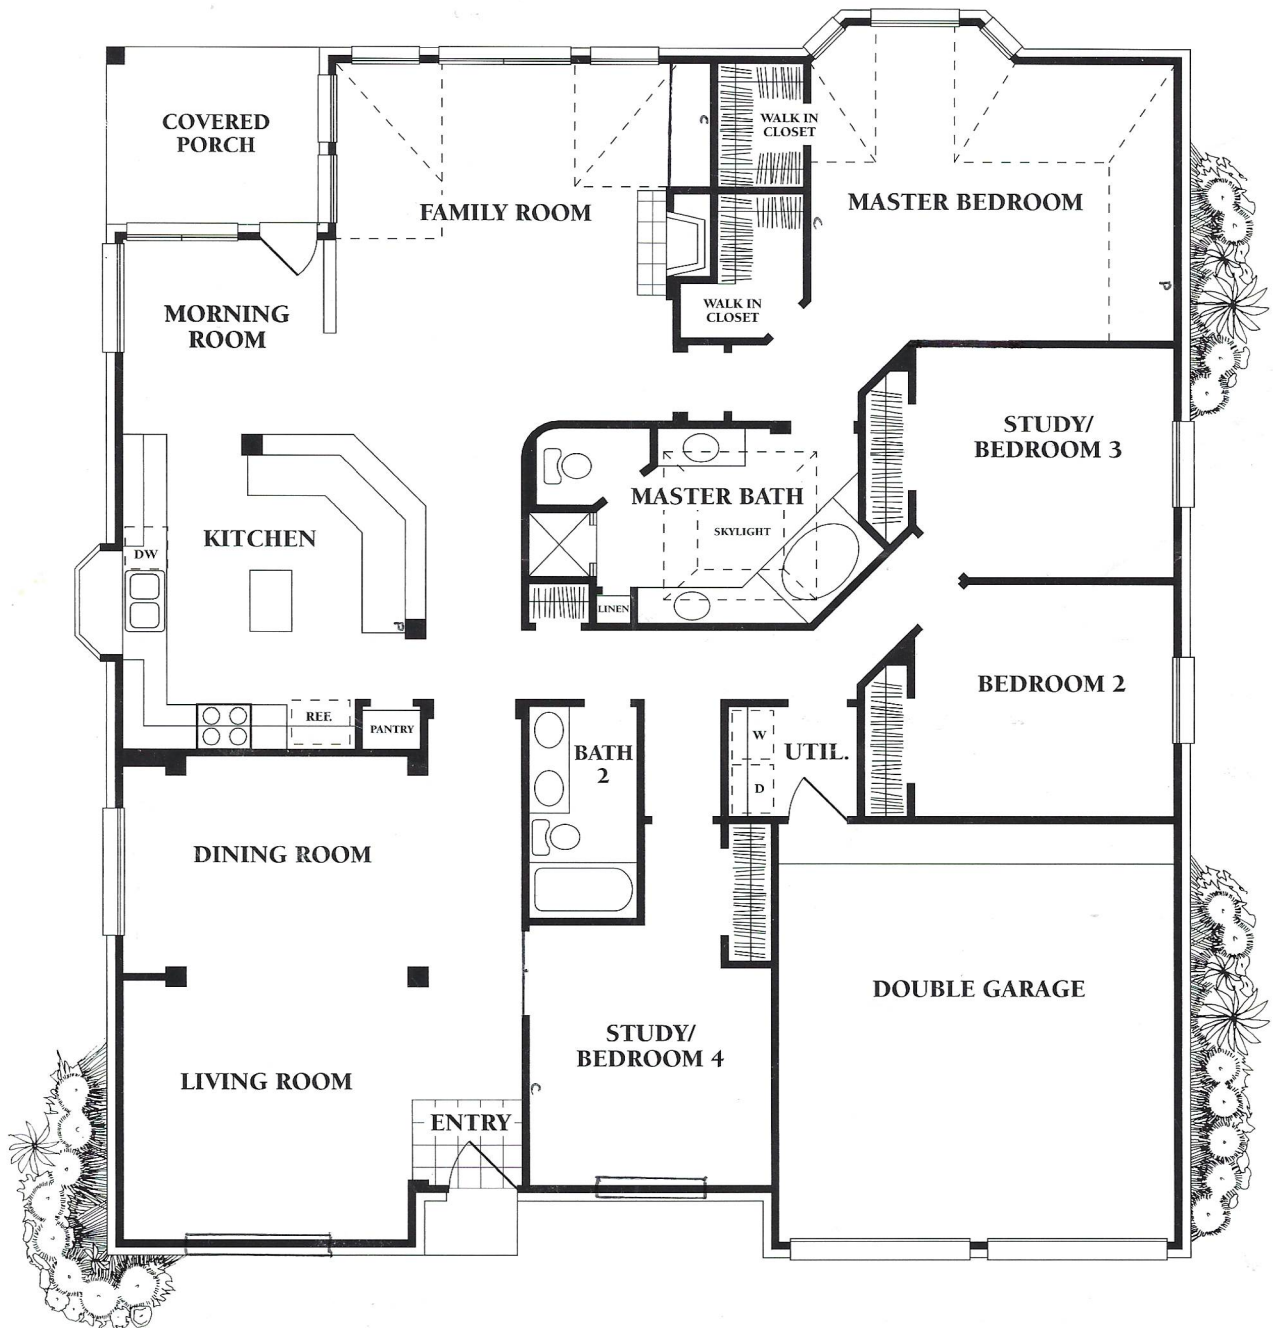 COVERED
PORCH
WALK IN
CLOSET
FAMILY ROOM
MASTER BEDROOM
MORNING
ROOM
WALK IN
CLOSET
P
C
C
STUDY/
BEDROOM 3
MASTER BATH
SKYLIGHT
KITCHEN
DW
LINEN
P
BEDROOM 2
REF.
PANTRY
BATH
2
W
D
UTIL.
DINING ROOM
DOUBLE GARAGE
STUDY/
BEDROOM 4
LIVING ROOM
C
ENTRY